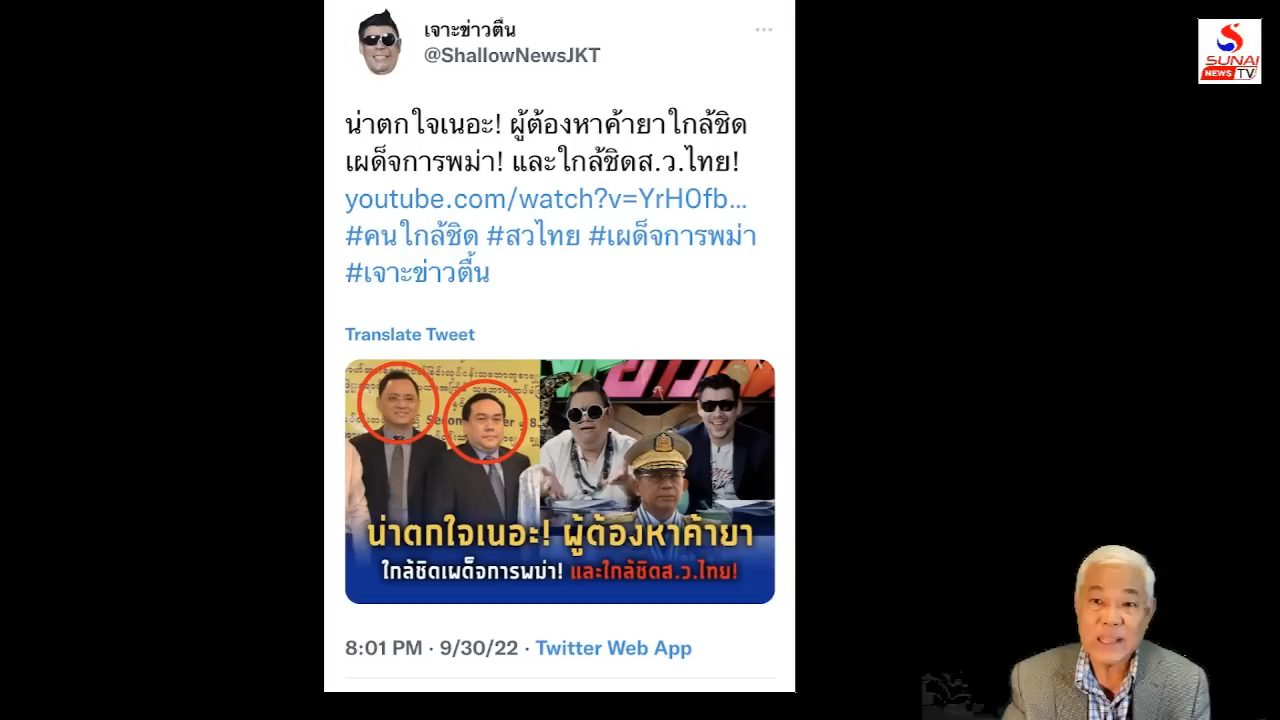 เจาะข่าวตื้น
@ShallowNewsJKT
SUNAI
NEWS TV
น่าตกใจเนอะ! ผู้ต้องหาค้ายาใกล้ชิด
เผด็จการพม่า! และใกล้ชิดส.ว.ไทย!
youtube.com/watch?v=YrH0fb...
#คนใกล้ชิด #สวไทย #เผด็จการพม่า
#เจาะข่าวตื้น
Translate Tweet
น่าตกใจเนอะ! ผู้ต้องหาค้ายา
ใกล้ชิดเผด็จการพม่า! และใกล้ชิดส.ว.ไทย!
8:01 PM · 9/30/22 · Twitter Web App